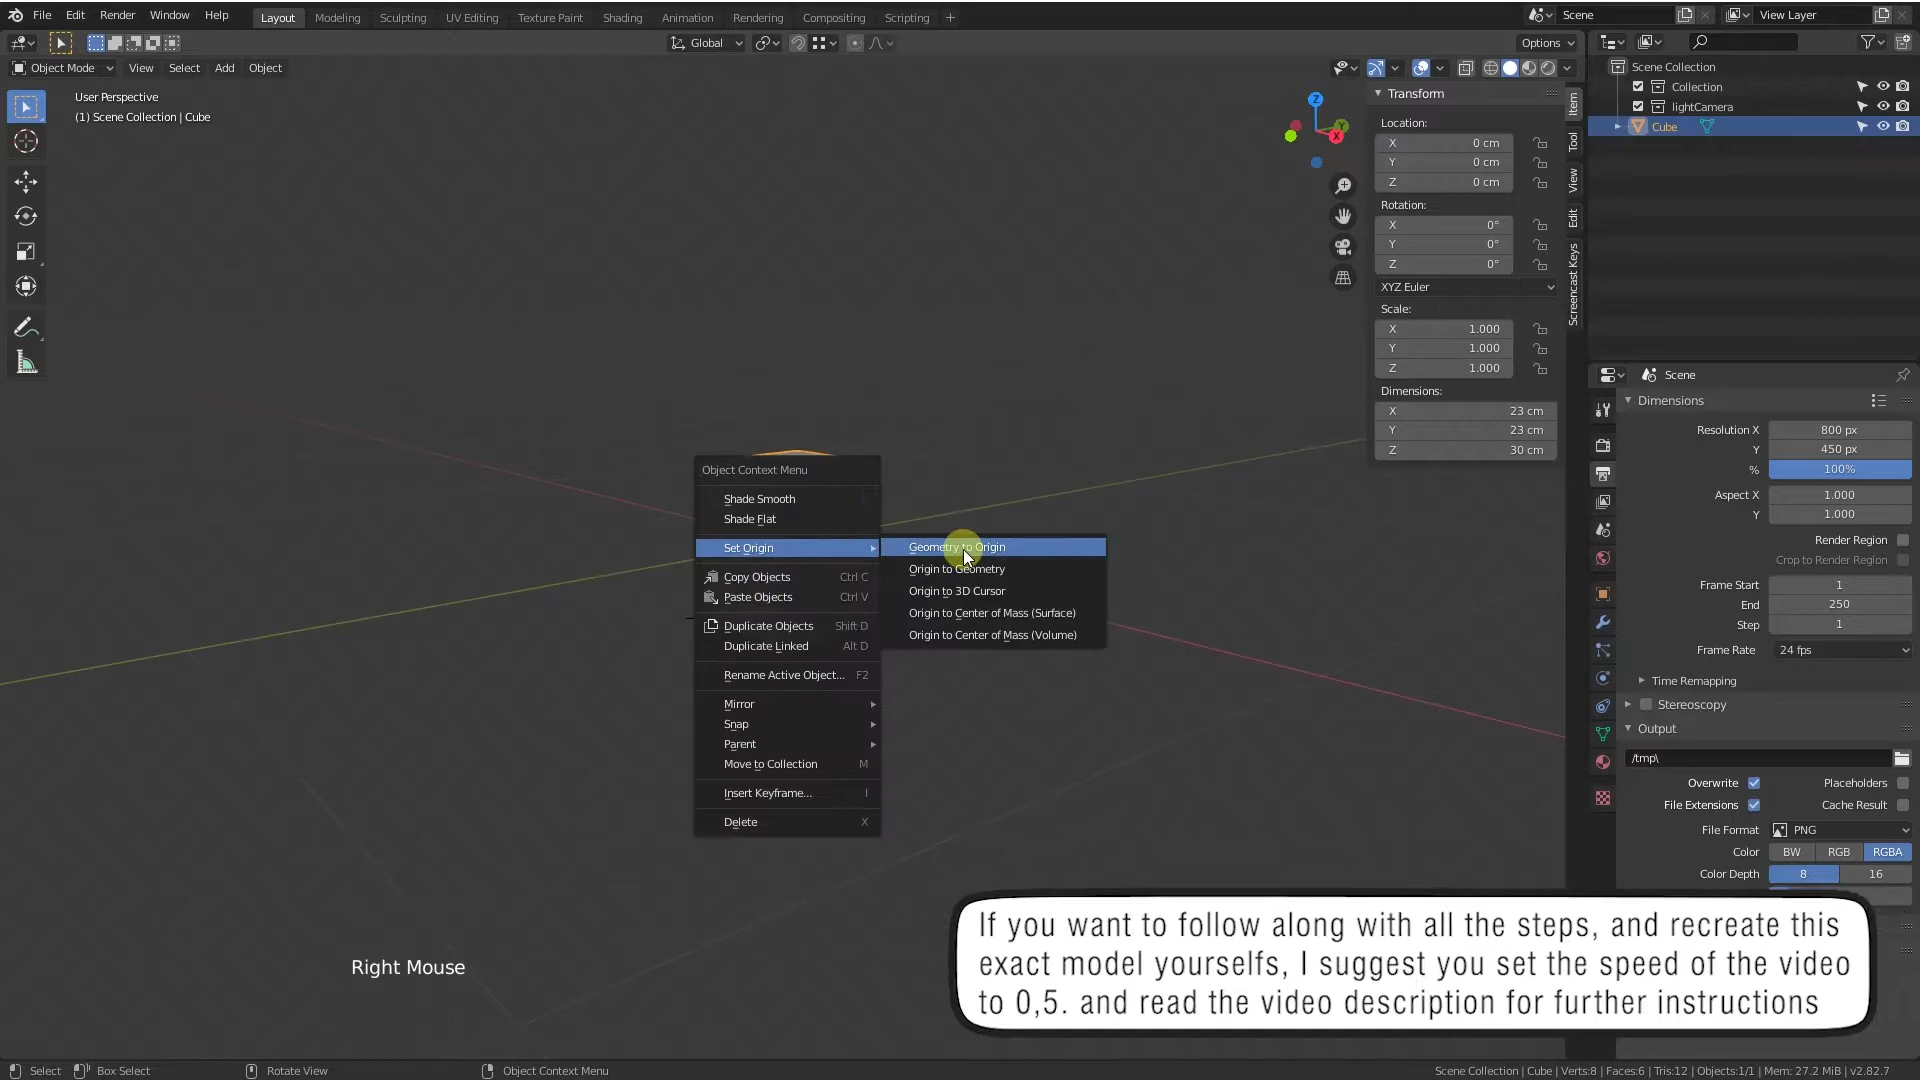 File Edit Render Window Help Layout Modeling Sculpting UV Editing Texture Paint Shading Animation Rendering Compositing Scripting + Scene View Layer
Global Options
Object Mode View Select Add Object
User Perspective
(1) Scene Collection | Cube
Z
Y
X
Transform
Location:
X 0 cm
Y 0 cm
Z 0 cm
Rotation:
X 0°
Y 0°
Z 0°
XYZ Euler
Scale:
X 1.000
Y 1.000
Z 1.000
Dimensions:
X 23 cm
Y 23 cm
Z 30 cm
Item
Tool
View
Edit
Screencast Keys
Scene Collection
Collection
lightCamera
Cube
Scene
Dimensions
Resolution X 800 px
Y 450 px
% 100%
Aspect X 1.000
Y 1.000
Render Region
Crop to Render Region
Frame Start 1
End 250
Step 1
Frame Rate 24 fps
Time Remapping
Stereoscopy
Output
/tmp\
Overwrite Placeholders
File Extensions Cache Result
File Format PNG
Color BW RGB RGBA
Color Depth 8 16
Object Context Menu
Shade Smooth
Shade Flat
Set Origin
Copy Objects Ctrl C
Paste Objects Ctrl V
Duplicate Objects Shift D
Duplicate Linked Alt D
Rename Active Object... F2
Mirror
Snap
Parent
Move to Collection M
Insert Keyframe... I
Delete X
Geometry to Origin
Origin to Geometry
Origin to 3D Cursor
Origin to Center of Mass (Surface)
Origin to Center of Mass (Volume)
Right Mouse
If you want to follow along with all the steps, and recreate this
exact model yourselfs, I suggest you set the speed of the video
to 0,5. and read the video description for further instructions
Select Box Select Rotate View Object Context Menu Scene Collection | Cube | Verts:8 | Faces:6 | Tris:12 | Objects:1/1 | Mem: 27.2 MiB | v2.82.7